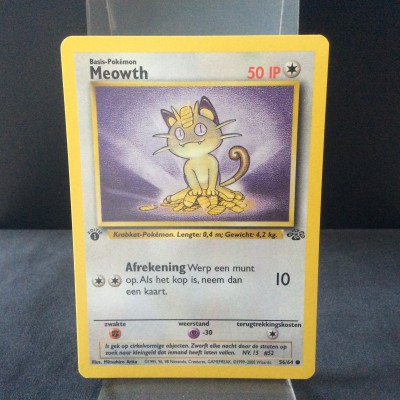 Basis-Pokémon
Meowth
50 IP
Krabkat-Pokémon. Lengte: 0,4 m; Gewicht: 4,2 kg.
1
Afrekening Werp een munt
op. Als het kop is, neem dan
een kaart.
10
zwakte weerstand terugtrekkingskosten
-30
Is gek op cirkelvormige objecten. Zwerft elke nacht door de straten op
zoek naar kleingeld dat iemand heeft laten vallen. NV. 15 #52
56/64